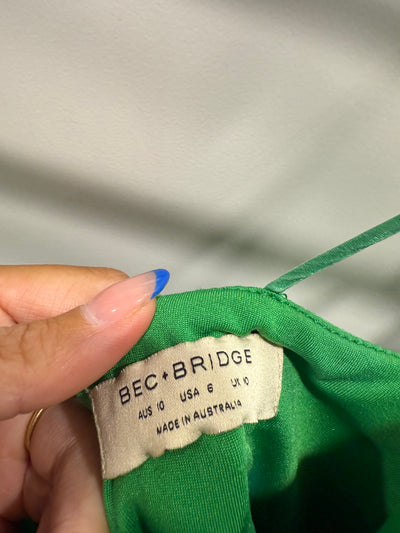 BEC+BRIDGE
AUS 10 USA 6 UK 10
MADE IN AUSTRALIA